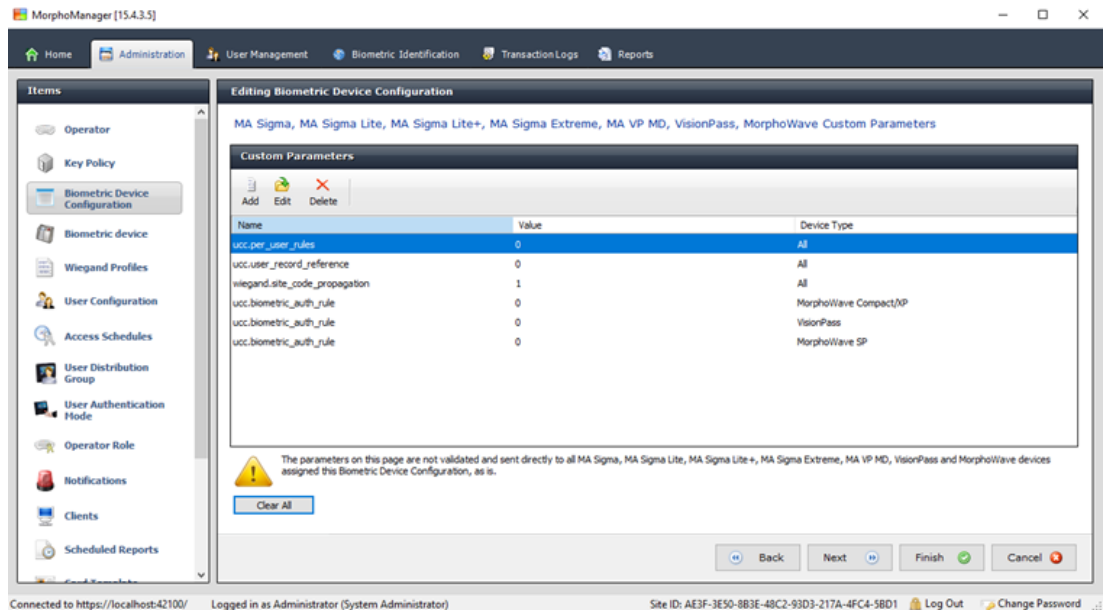 MorphoManager [15.4.3.5]
Home Administration User Management Biometric Identification Transaction Logs Reports
Items
Operator
Key Policy
Biometric Device
Configuration
Biometric device
Wiegand Profiles
User Configuration
Access Schedules
User Distribution
Group
User Authentication
Mode
Operator Role
Notifications
Clients
Scheduled Reports
Editing Biometric Device Configuration
MA Sigma, MA Sigma Lite, MA Sigma Lite+, MA Sigma Extreme, MA VP MD, VisionPass, MorphoWave Custom Parameters
Custom Parameters
Add Edit Delete
Name Value Device Type
ucc.per_user_rules 0 All
ucc.user_record_reference 0 All
wiegand.site_code_propagation 1 All
ucc.biometric_auth_rule 0 MorphoWave Compact/XP
ucc.biometric_auth_rule 0 VisionPass
ucc.biometric_auth_rule 0 MorphoWave SP
The parameters on this page are not validated and sent directly to all MA Sigma, MA Sigma Lite, MA Sigma Lite+, MA Sigma Extreme, MA VP MD, VisionPass and MorphoWave devices
assigned this Biometric Device Configuration, as is.
Clear All
Back Next Finish Cancel
Connected to https://localhost:42100/ Logged in as Administrator (System Administrator) Site ID: AE3F-3E50-8B3E-48C2-93D3-217A-4FC4-5BD1 Log Out Change Password